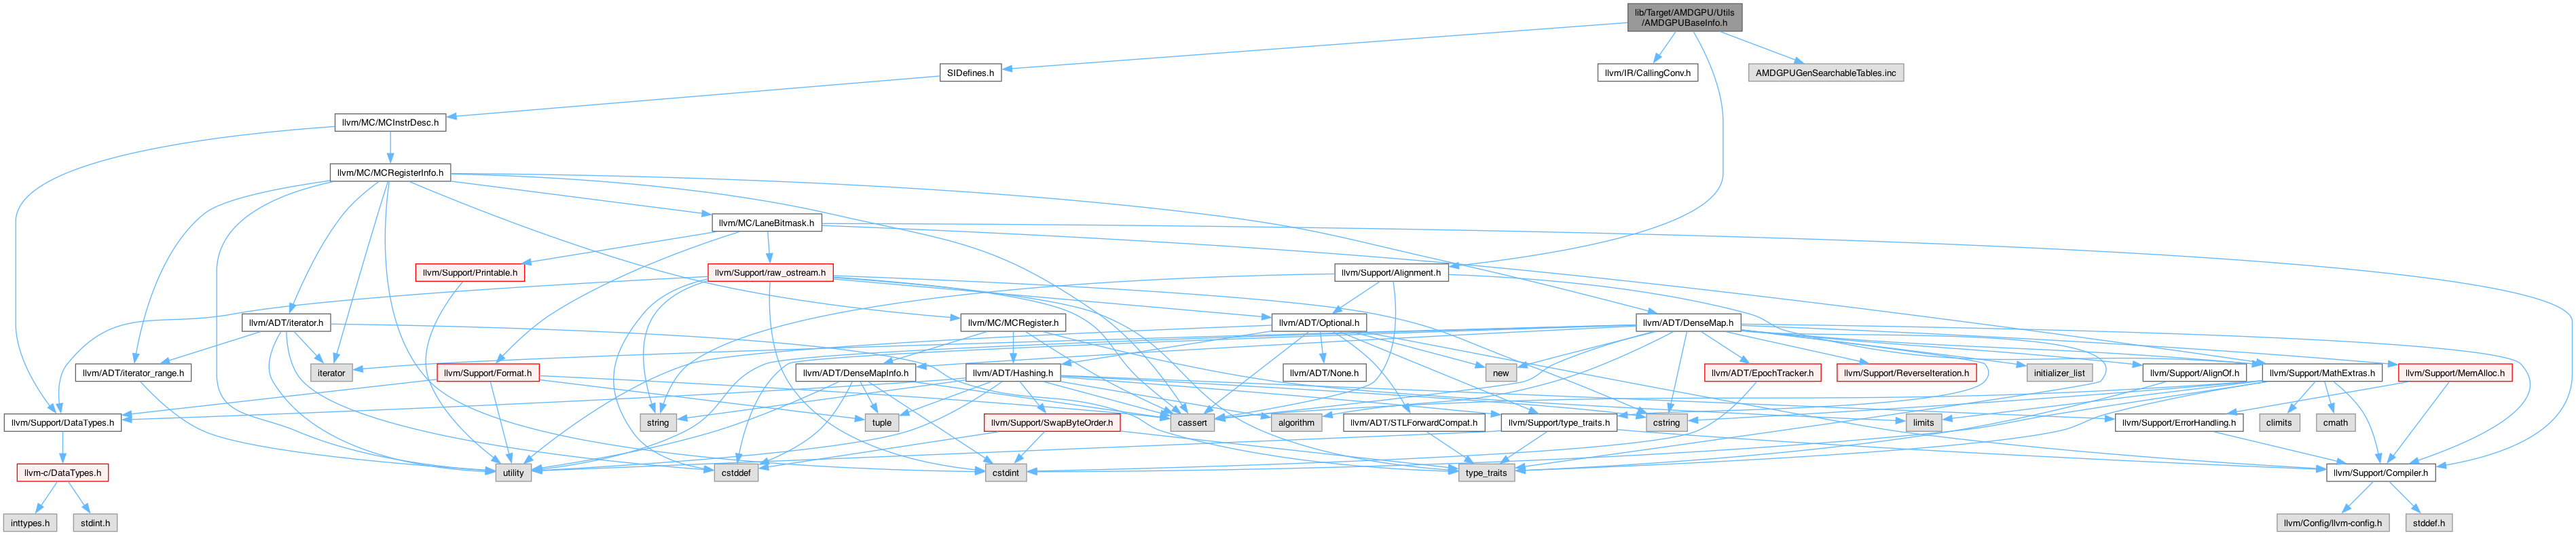 lib/Target/AMDGPU/Utils
/AMDGPUBaseInfo.h
SIDefines.h
llvm/IR/CallingConv.h
AMDGPUGenSearchableTables.inc
llvm/MC/MCInstrDesc.h
llvm/MC/MCRegisterInfo.h
llvm/MC/LaneBitmask.h
llvm/Support/Printable.h
llvm/Support/raw_ostream.h
llvm/Support/Alignment.h
llvm/ADT/iterator.h
llvm/MC/MCRegister.h
llvm/ADT/Optional.h
llvm/ADT/DenseMap.h
llvm/ADT/iterator_range.h
iterator
llvm/Support/Format.h
llvm/ADT/DenseMapInfo.h
llvm/ADT/Hashing.h
llvm/ADT/None.h
new
llvm/ADT/EpochTracker.h
llvm/Support/ReverseIteration.h
initializer_list
llvm/Support/AlignOf.h
llvm/Support/MathExtras.h
llvm/Support/MemAlloc.h
llvm/Support/DataTypes.h
string
tuple
llvm/Support/SwapByteOrder.h
cassert
algorithm
llvm/ADT/STLForwardCompat.h
llvm/Support/type_traits.h
cstring
limits
llvm/Support/ErrorHandling.h
climits
cmath
llvm-c/DataTypes.h
utility
cstddef
cstdint
type_traits
llvm/Support/Compiler.h
inttypes.h
stdint.h
llvm/Config/llvm-config.h
stddef.h